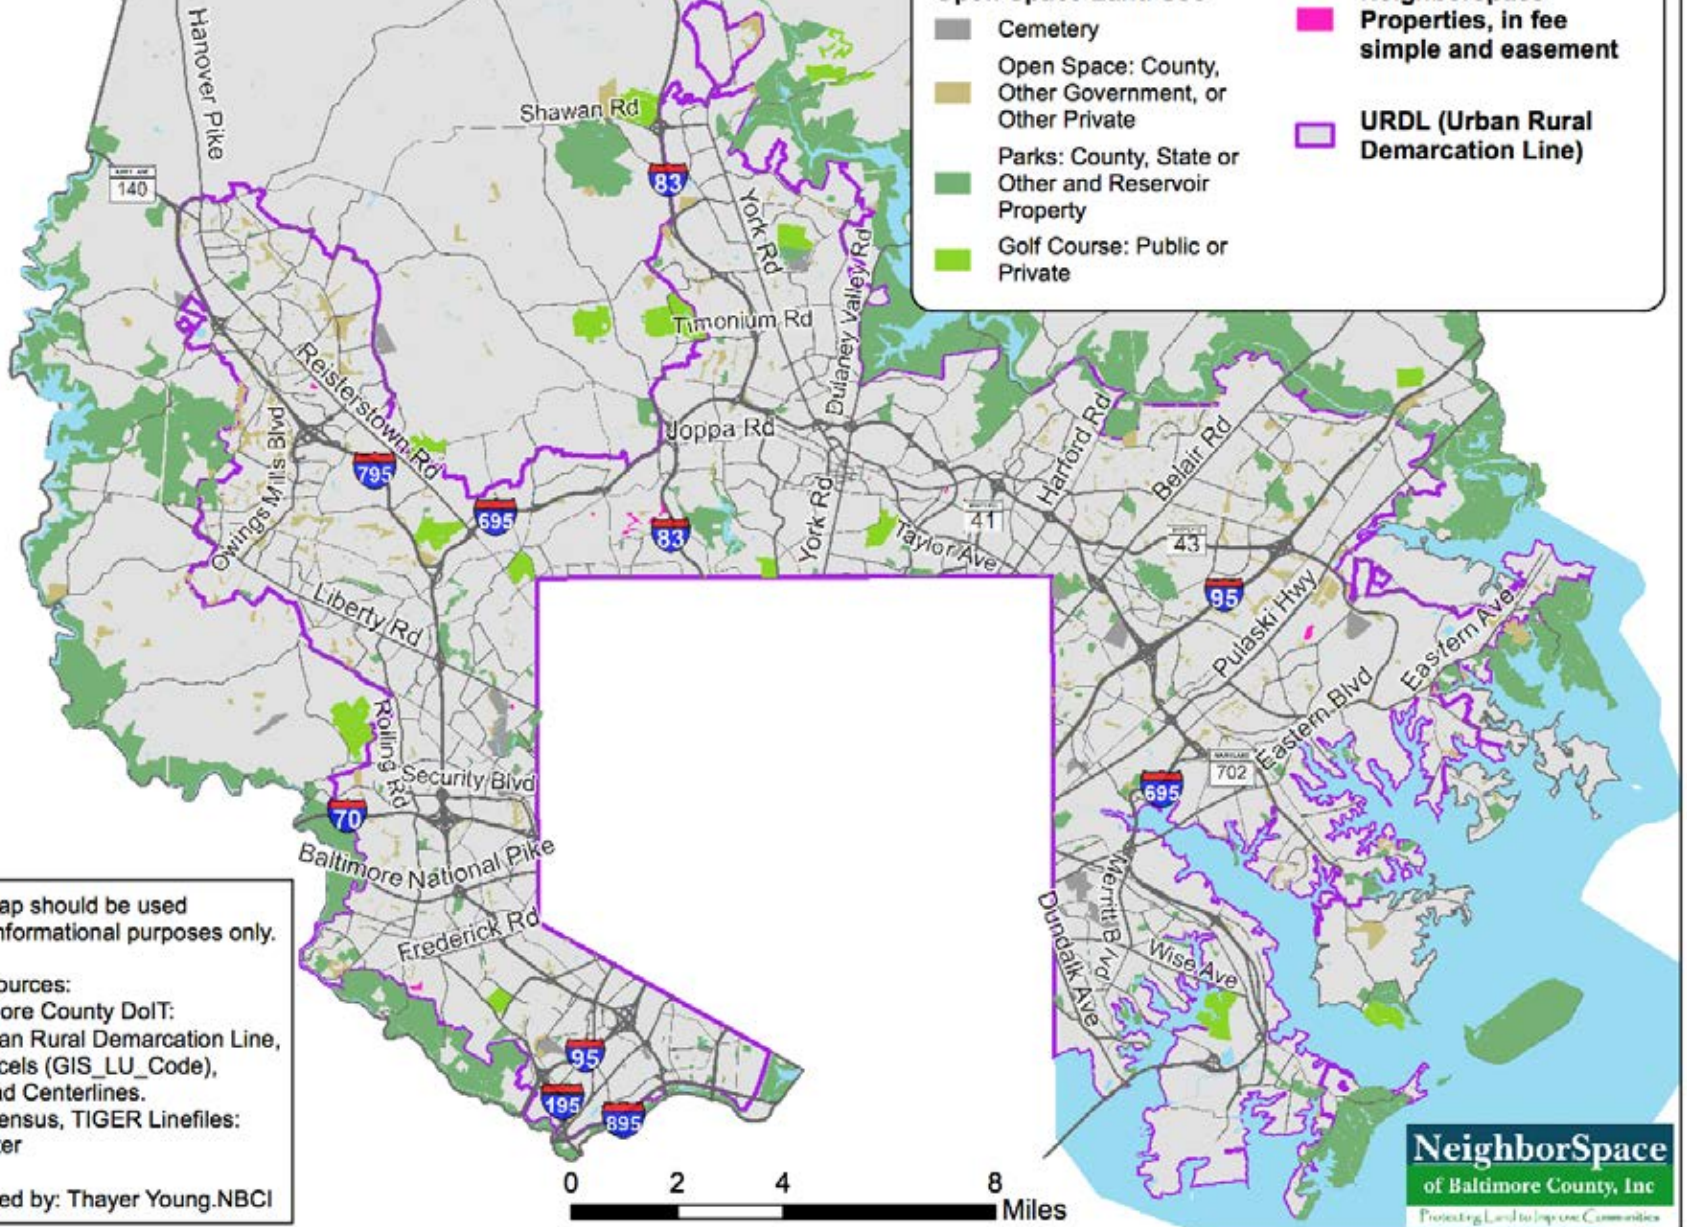 Cemetery
Open Space: County,
Other Government, or
Other Private
Parks: County, State or
Other and Reservoir
Property
Golf Course: Public or
Private
Properties, in fee
simple and easement
URDL (Urban Rural
Demarcation Line)
Hanover Pike
Shawan Rd
83
140
York Rd
Dulaney Valley Rd
Timonium Rd
Reisterstown Rd
Owings Mills Blvd
795
Joppa Rd
695
83
York Rd
Taylor Ave
41
Harford Rd
Belair Rd
43
95
Pulaski Hwy
Eastern Ave
Eastern Blvd
Liberty Rd
Rolling Rd
Security Blvd
70
702
695
Baltimore National Pike
Frederick Rd
Merritt Blvd
Dundalk Ave
Wise Ave
95
195
895
ap should be used
nformational purposes only.
ources:
ore County DoIT:
an Rural Demarcation Line,
cels (GIS_LU_Code),
ad Centerlines.
ensus, TIGER Linefiles:
ter
ed by: Thayer Young.NBCI
0 2 4 8
Miles
NeighborSpace
of Baltimore County, Inc
Protecting Land to Improve Communities